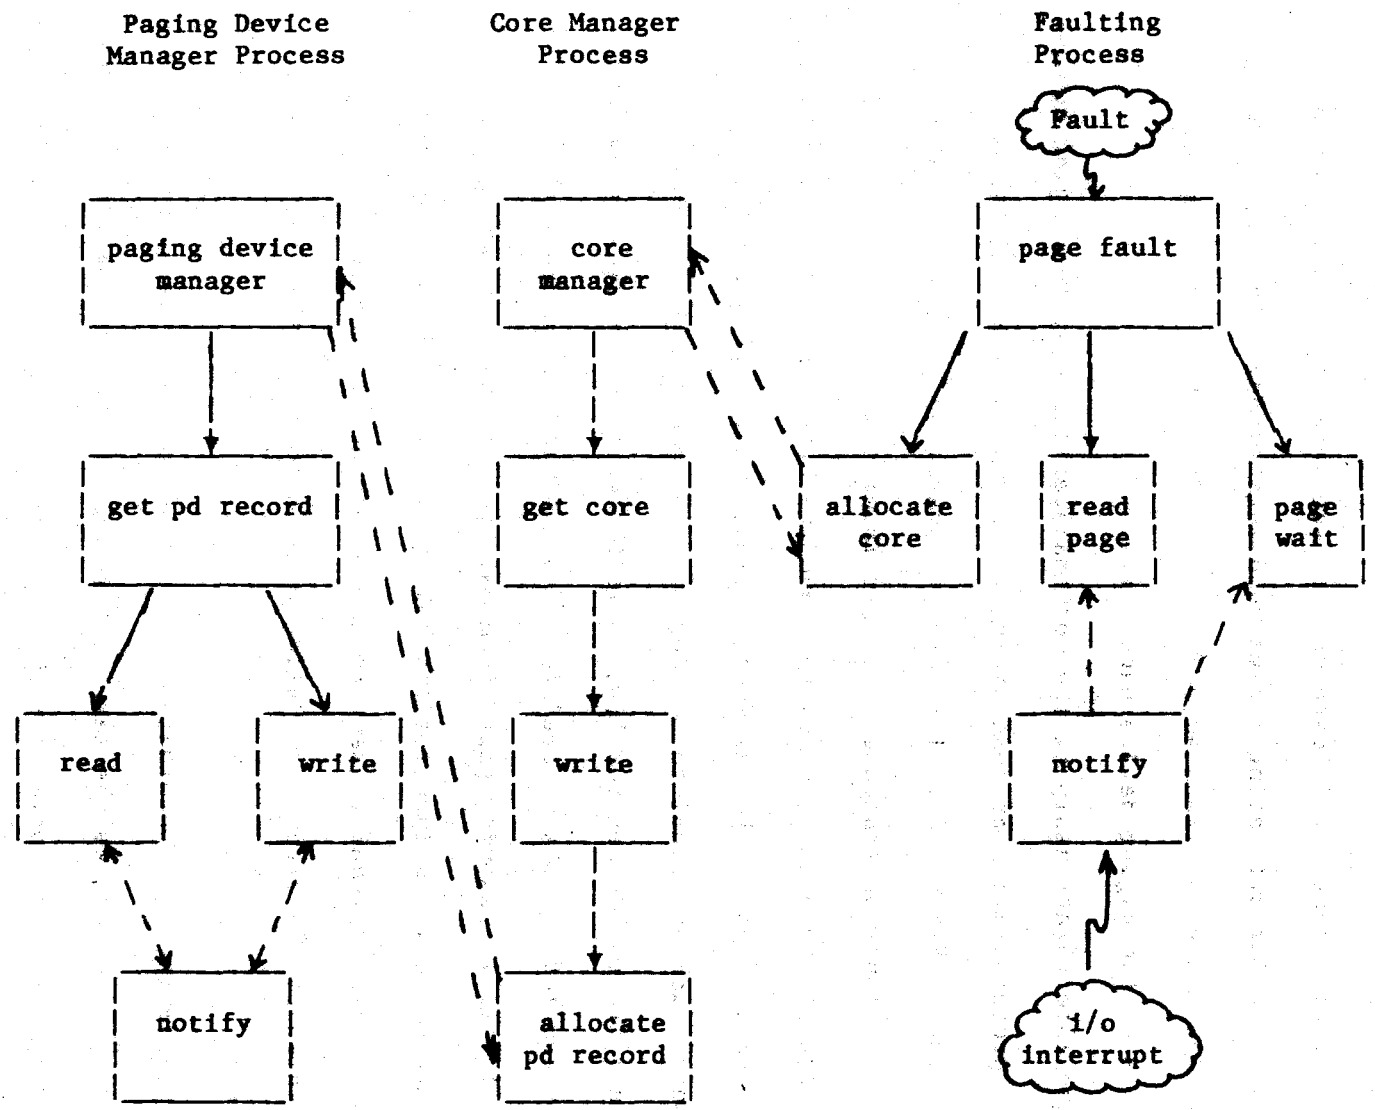 Paging Device
Manager Process
Core Manager
Process
Faulting
Process
Fault
paging device
manager
core
manager
page fault
get pd record
get core
allocate
core
read
page
page
wait
read
write
write
notify
notify
allocate
pd record
i/o
interrupt